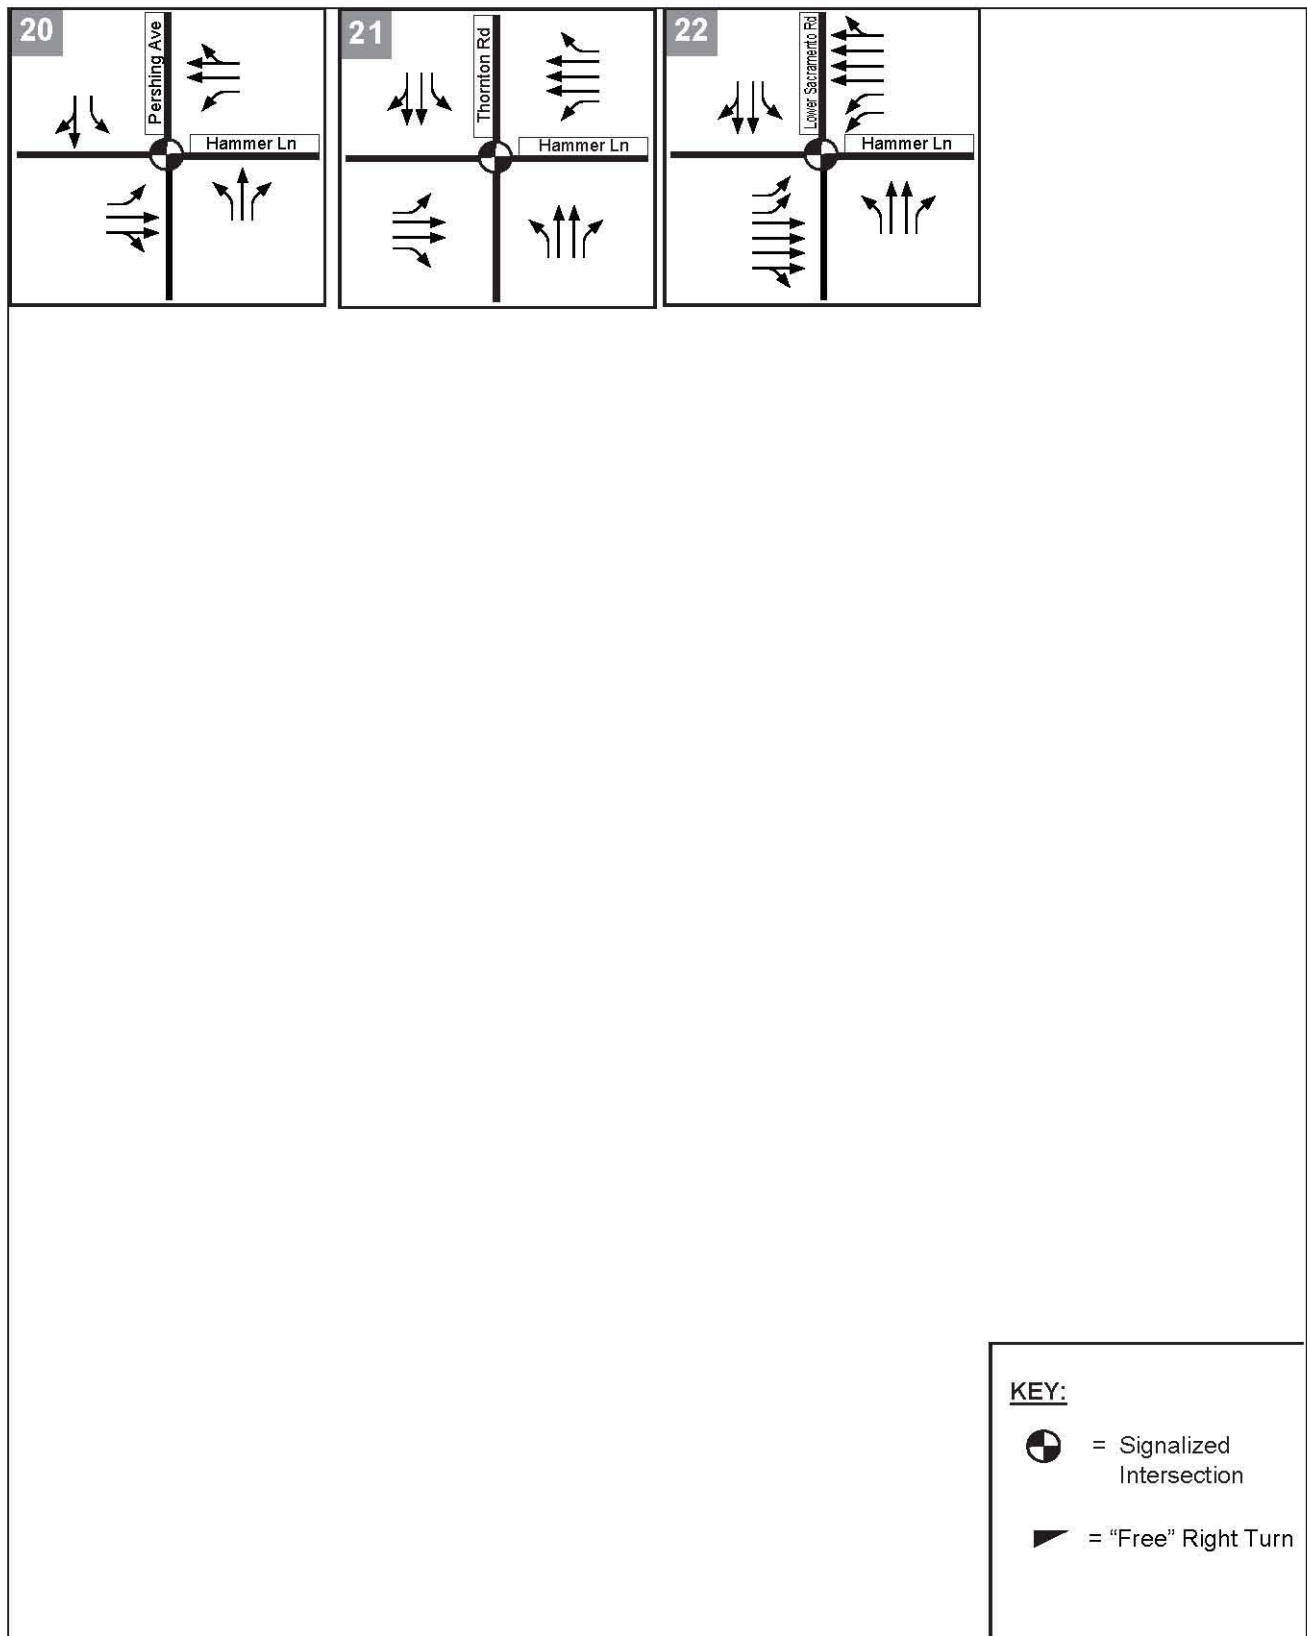 20
Pershing Ave
Hammer Ln
21
Thornton Rd
Hammer Ln
22
Lower Sacramento Rd
Hammer Ln
KEY:
= Signalized
Intersection
= “Free” Right Turn